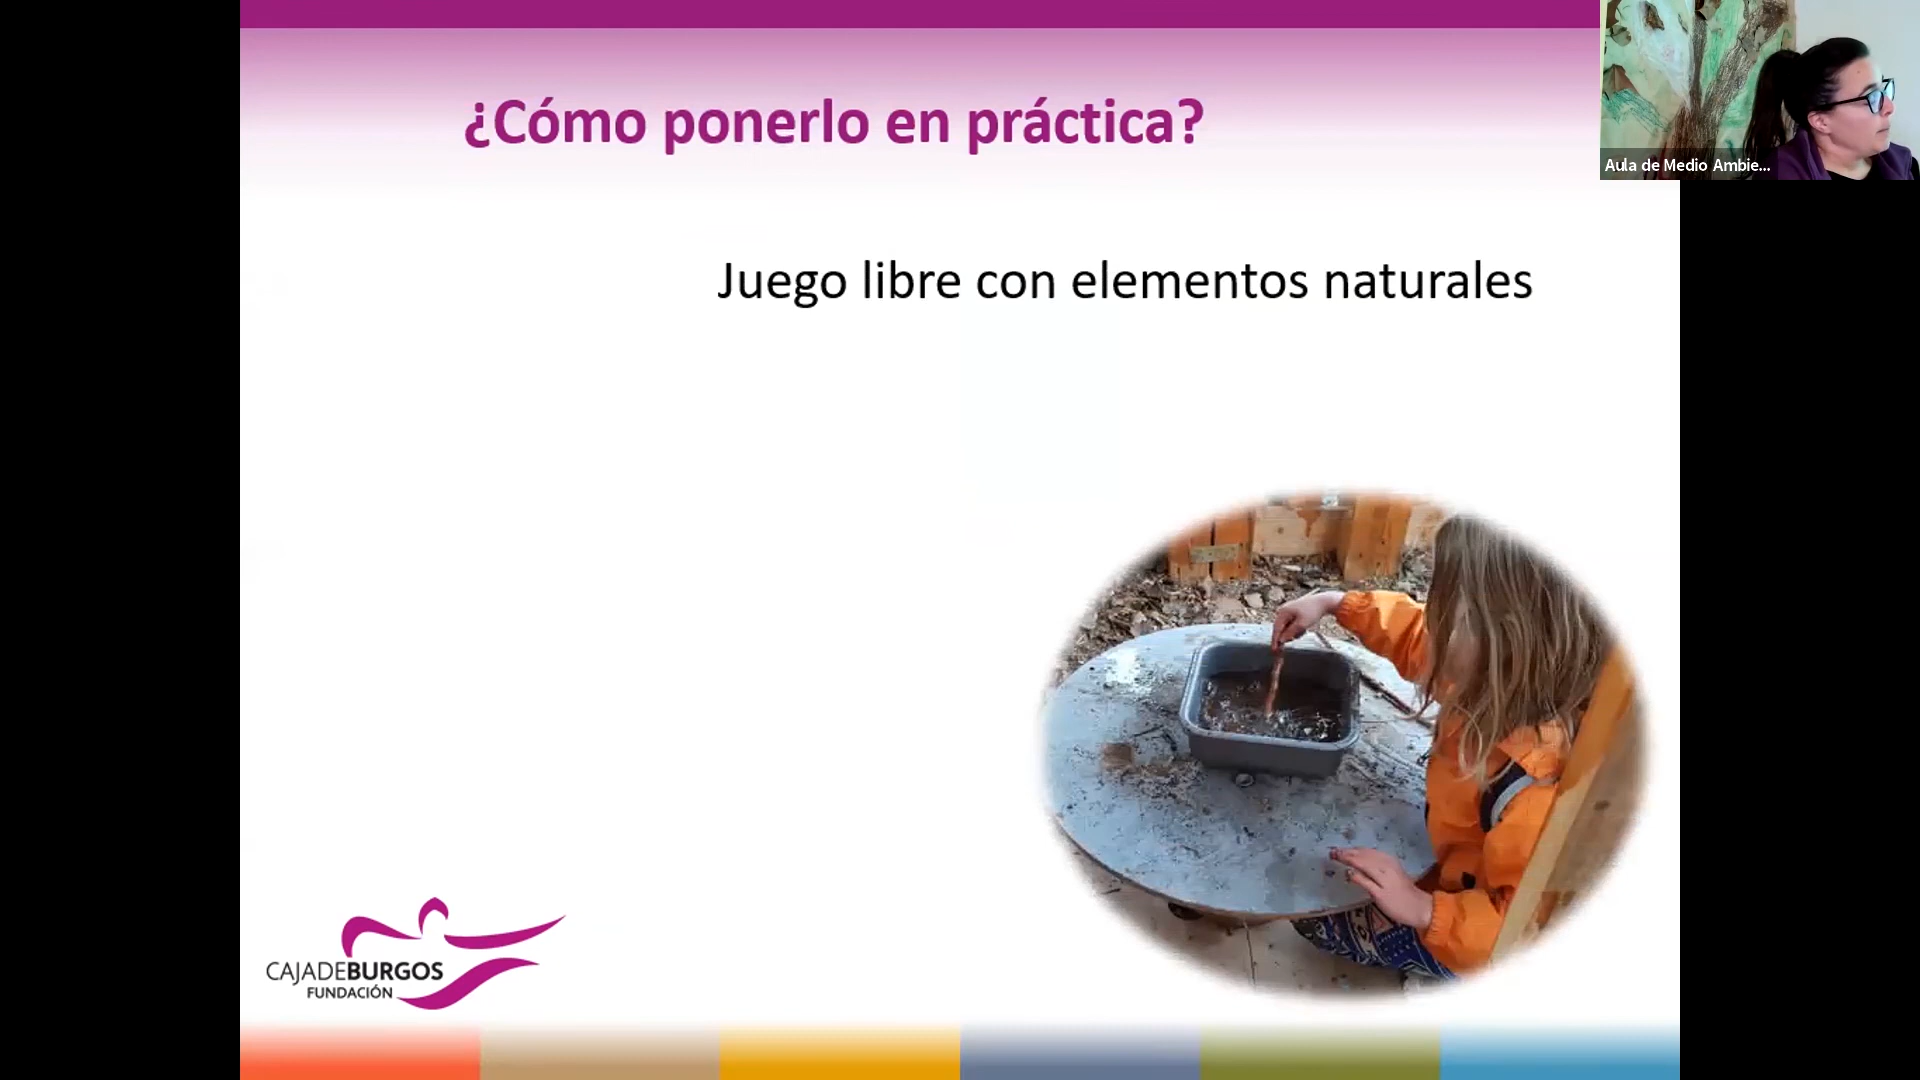 ¿Cómo ponerlo en práctica?
Aula de Medio Ambie...
Juego libre con elementos naturales
CAJADEBURGOS
FUNDACIÓN